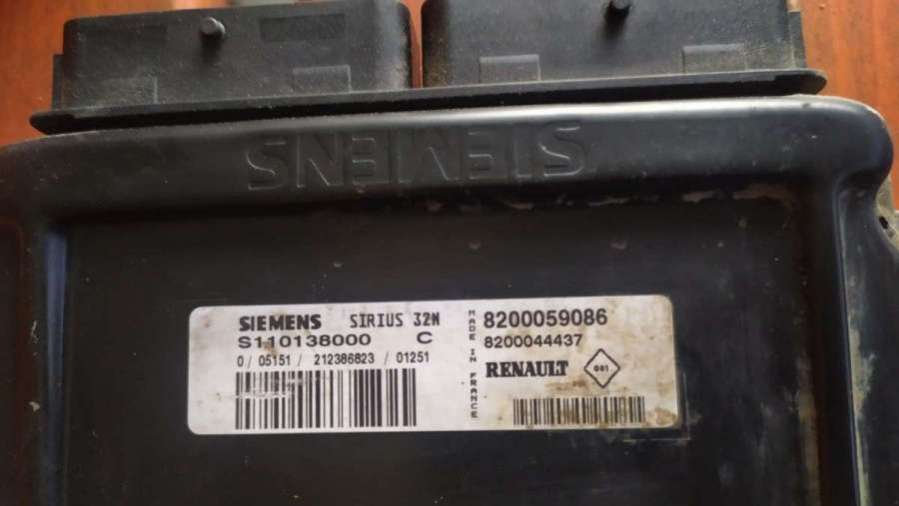 SIEMENS
SIEMENS SIRIUS 32N
S110138000 C
0/05151/212386823/01251
MADE IN FRANCE
8200059086
8200044437
RENAULT